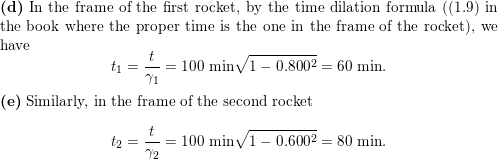 (d) In the frame of the first rocket, by the time dilation formula ((1.9) in
the book where the proper time is the one in the frame of the rocket), we
have
t₁ = t/γ₁ = 100 min√(1 − 0.800²) = 60 min.
(e) Similarly, in the frame of the second rocket
t₂ = t/γ₂ = 100 min√(1 − 0.600²) = 80 min.